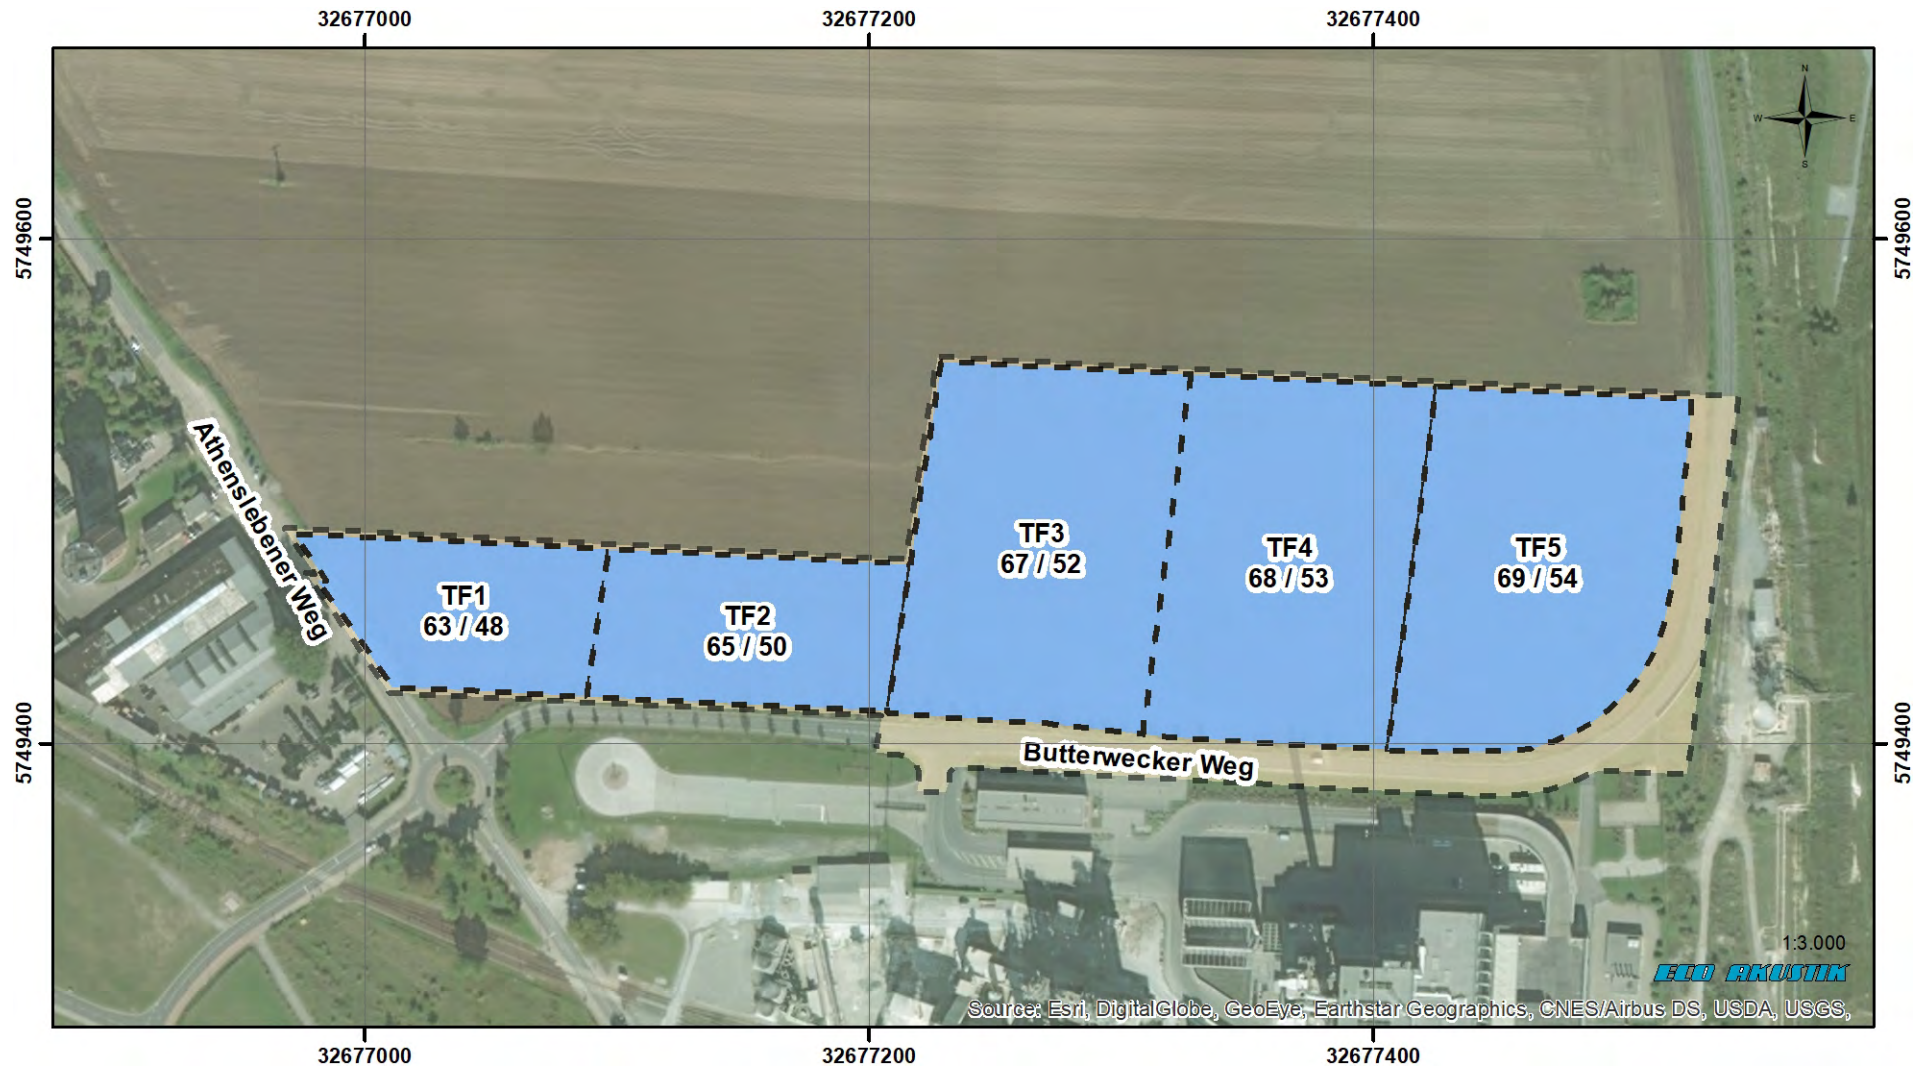 32677000 32677200 32677400
N
W E
S
5749600 5749600
Athenslebener Weg
TF3
67 / 52
TF4
68 / 53
TF5
69 / 54
TF1
63 / 48
TF2
65 / 50
5749400 5749400
Butterwecker Weg
1:3.000
ECO AKUSTIK
Source: Esri, DigitalGlobe, GeoEye, Earthstar Geographics, CNES/Airbus DS, USDA, USGS,
32677000 32677200 32677400